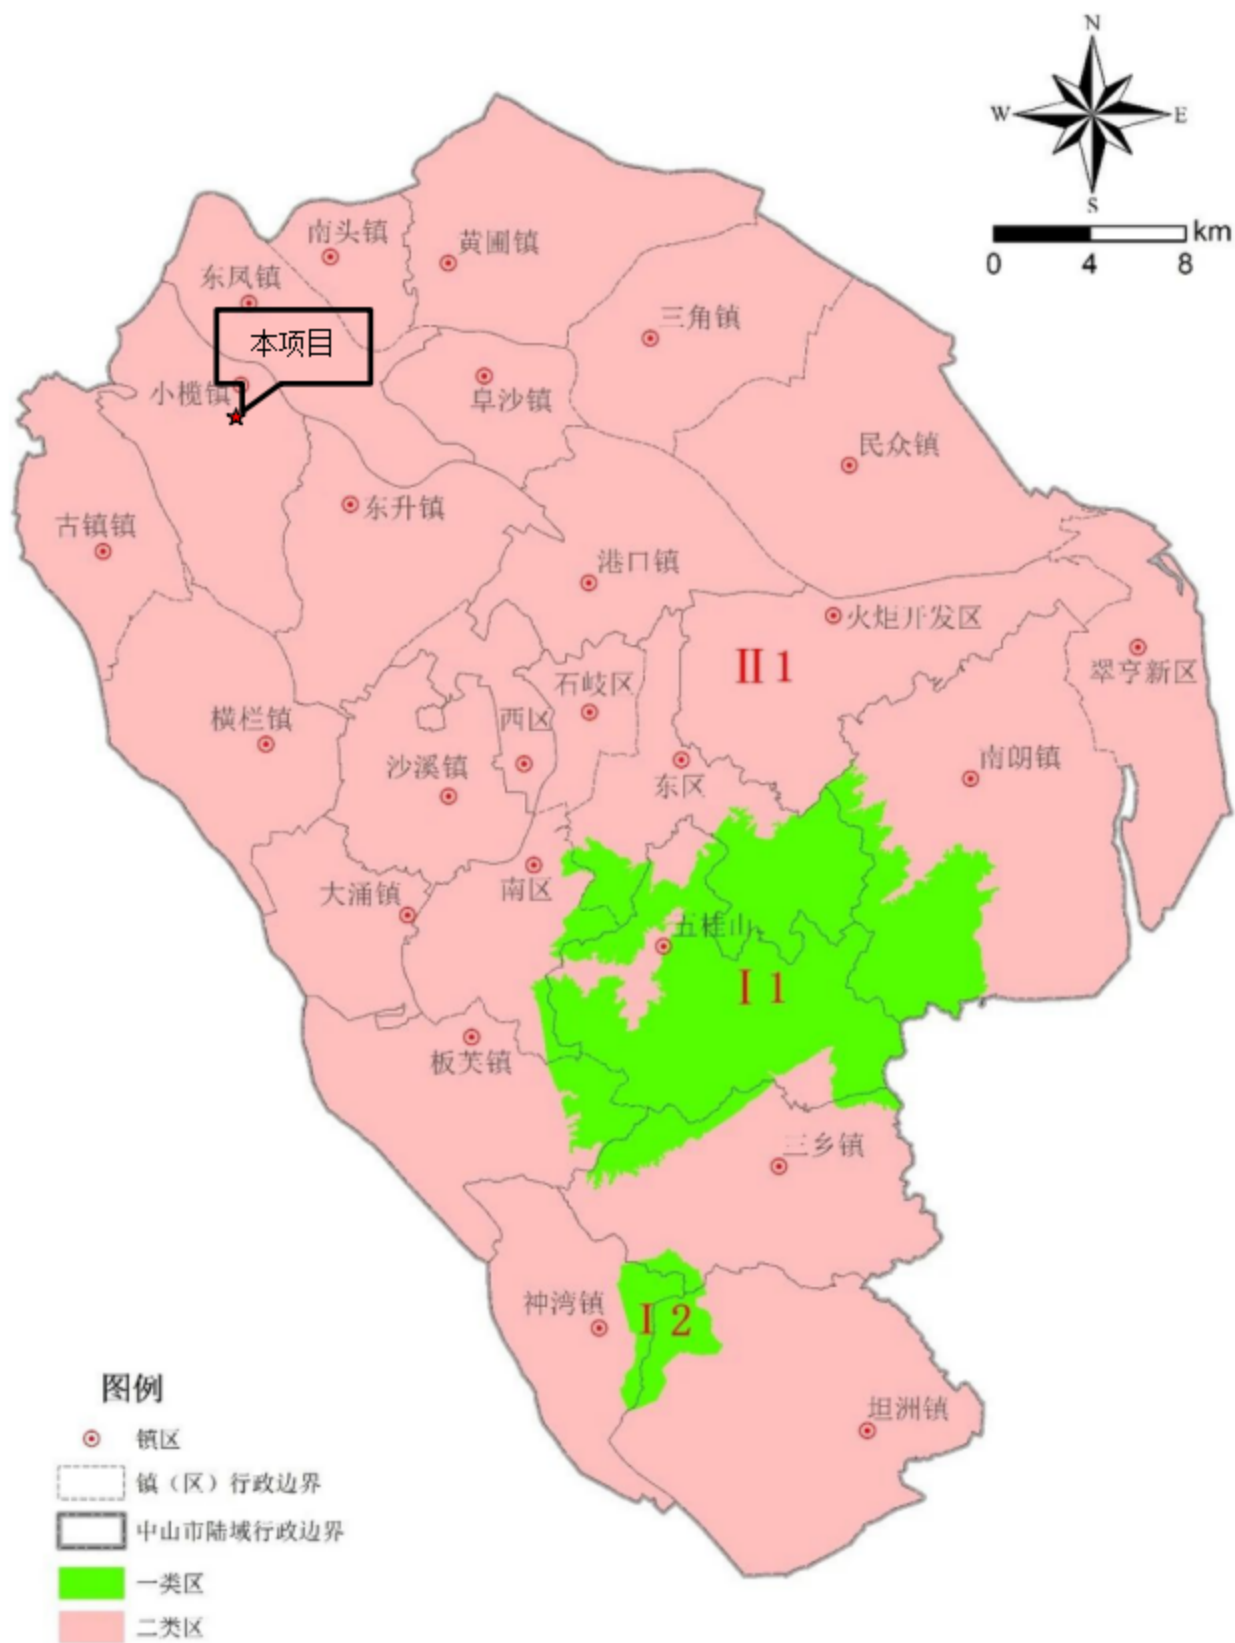 N
W
E
S
km
0
4
8
南头镇
黄圃镇
东凤镇
三角镇
本项目
小榄镇
阜沙镇
民众镇
东升镇
古镇镇
港口镇
火炬开发区
II 1
翠亨新区
石岐区
横栏镇
西区
沙溪镇
东区
南朗镇
南区
大涌镇
五桂山
I 1
板芙镇
三乡镇
神湾镇
I 2
坦洲镇
图例
镇区
镇（区）行政边界
中山市陆域行政边界
一类区
二类区